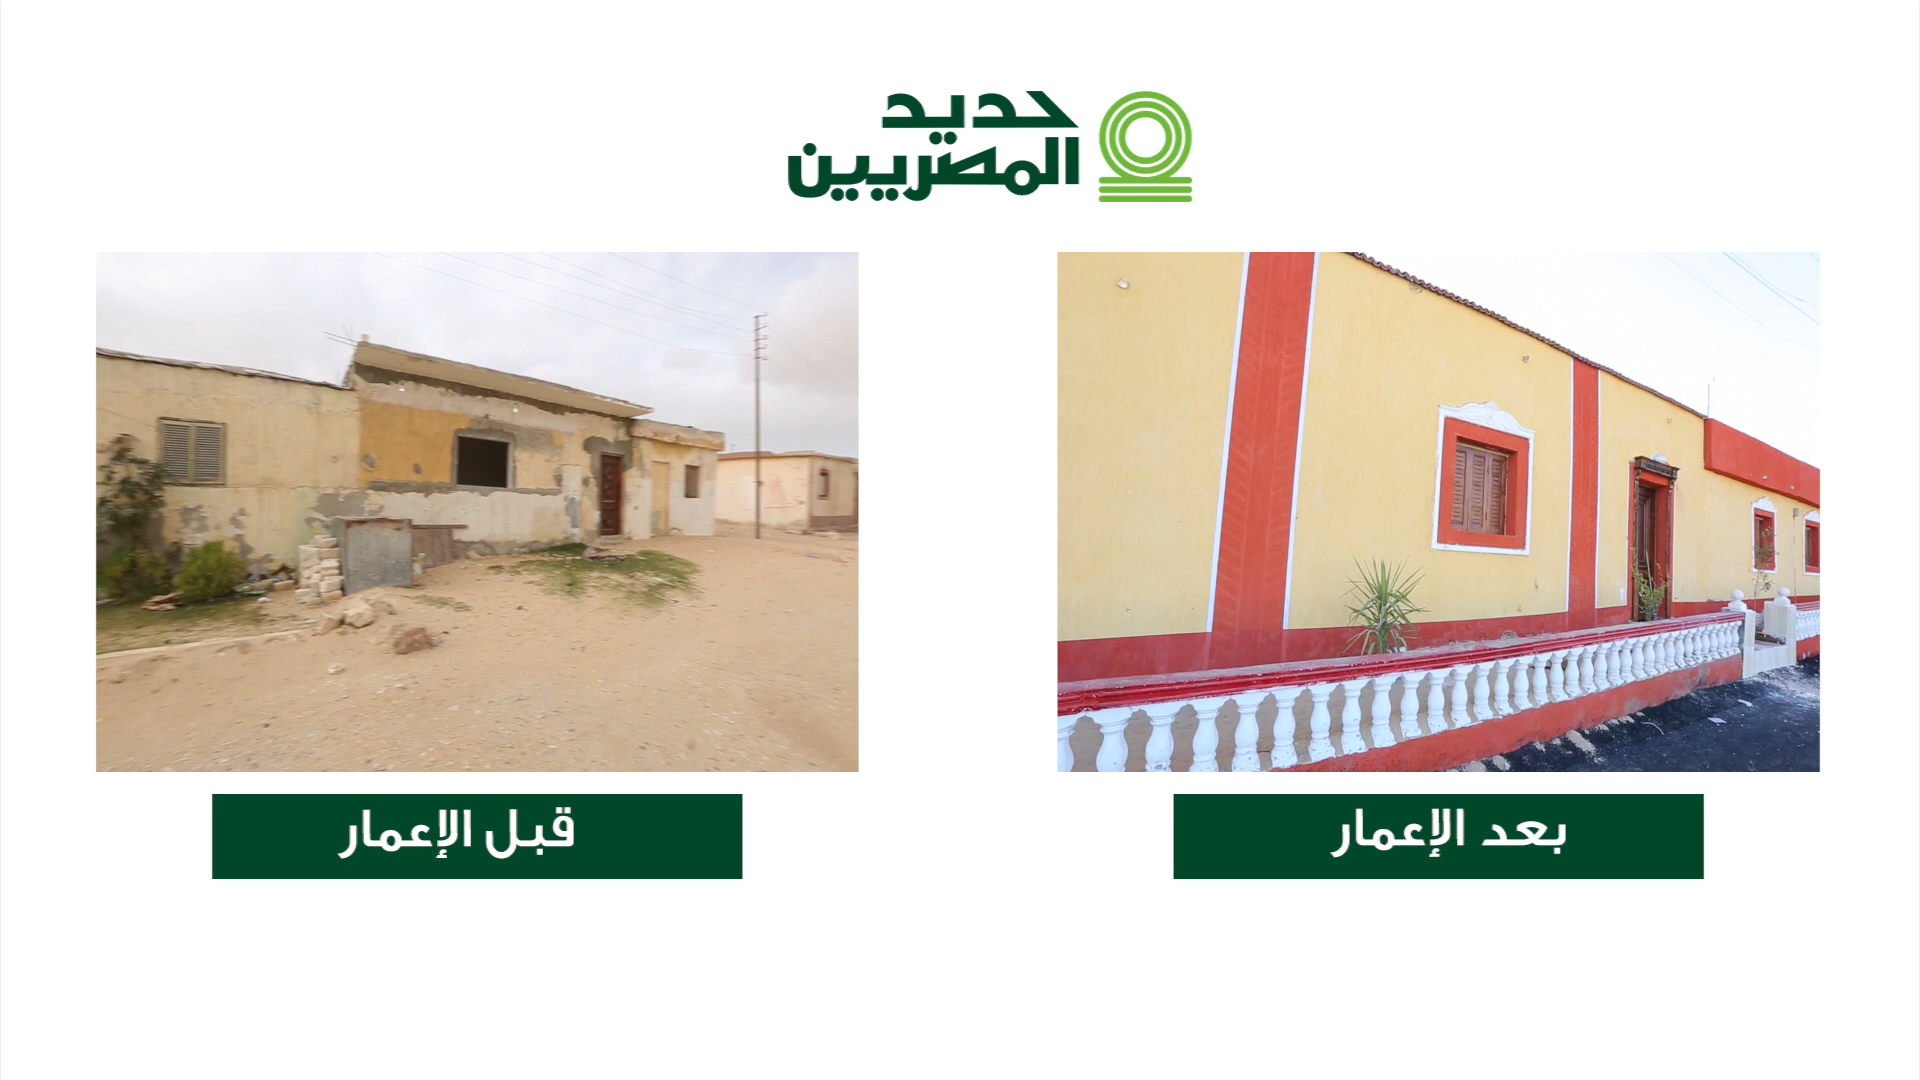 حديد
المصريين
بعد الإعمار
قبل الإعمار